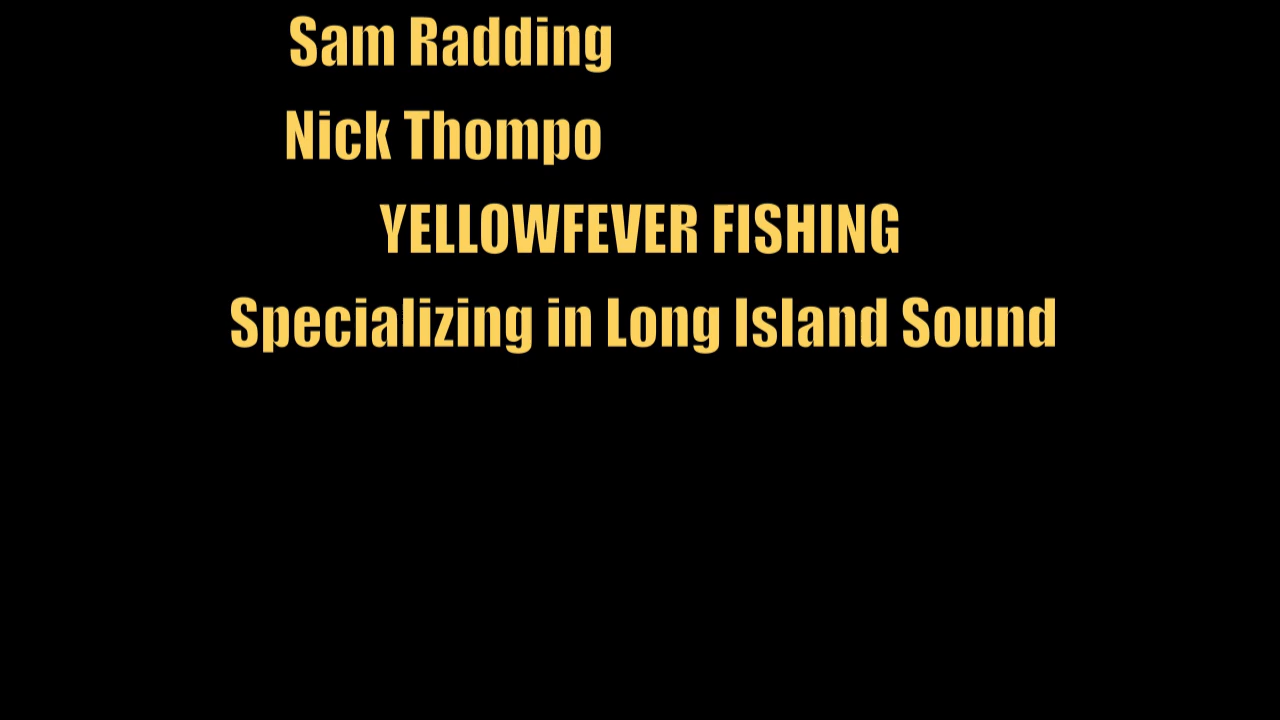 Sam Radding
Nick Thompo
YELLOWFEVER FISHING
Specializing in Long Island Sound